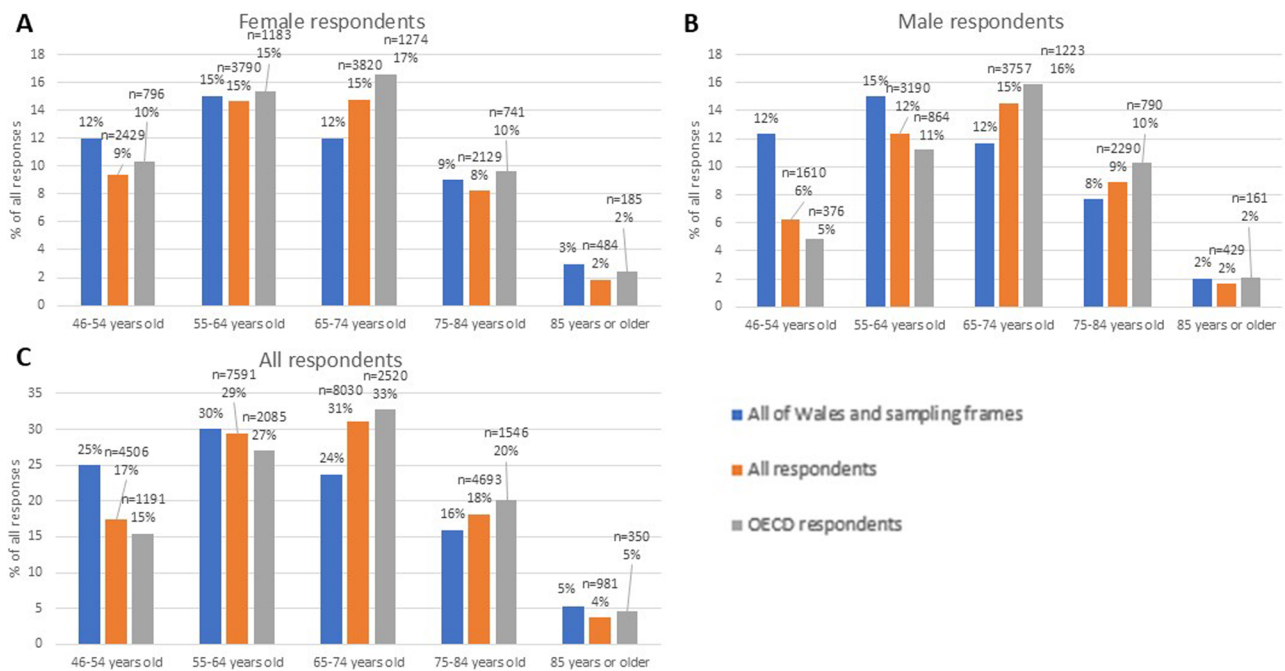 A
Female respondents
% of all responses
18
16
14
12
10
8
6
4
2
0
12%
n=2429
9%
n=796
10%
15%
n=3790
15%
n=1183
15%
12%
n=3820
15%
n=1274
17%
9%
n=2129
8%
n=741
10%
3%
n=484
2%
n=185
2%
46-54 years old
55-64 years old
65-74 years old
75-84 years old
85 years or older
B
Male respondents
% of all responses
18
16
14
12
10
8
6
4
2
0
12%
n=1610
6%
n=376
5%
15%
n=3190
12%
n=864
11%
12%
n=3757
15%
n=1223
16%
8%
n=2290
9%
n=790
10%
2%
n=429
2%
n=161
2%
46-54 years old
55-64 years old
65-74 years old
75-84 years old
85 years or older
C
All respondents
% of all responses
35
30
25
20
15
10
5
0
25%
n=4506
17%
n=1191
15%
30%
n=7591
29%
n=2085
27%
24%
n=8030
31%
n=2520
33%
16%
n=4693
18%
n=1546
20%
5%
n=981
4%
n=350
5%
46-54 years old
55-64 years old
65-74 years old
75-84 years old
85 years or older
All of Wales and sampling frames
All respondents
OECD respondents